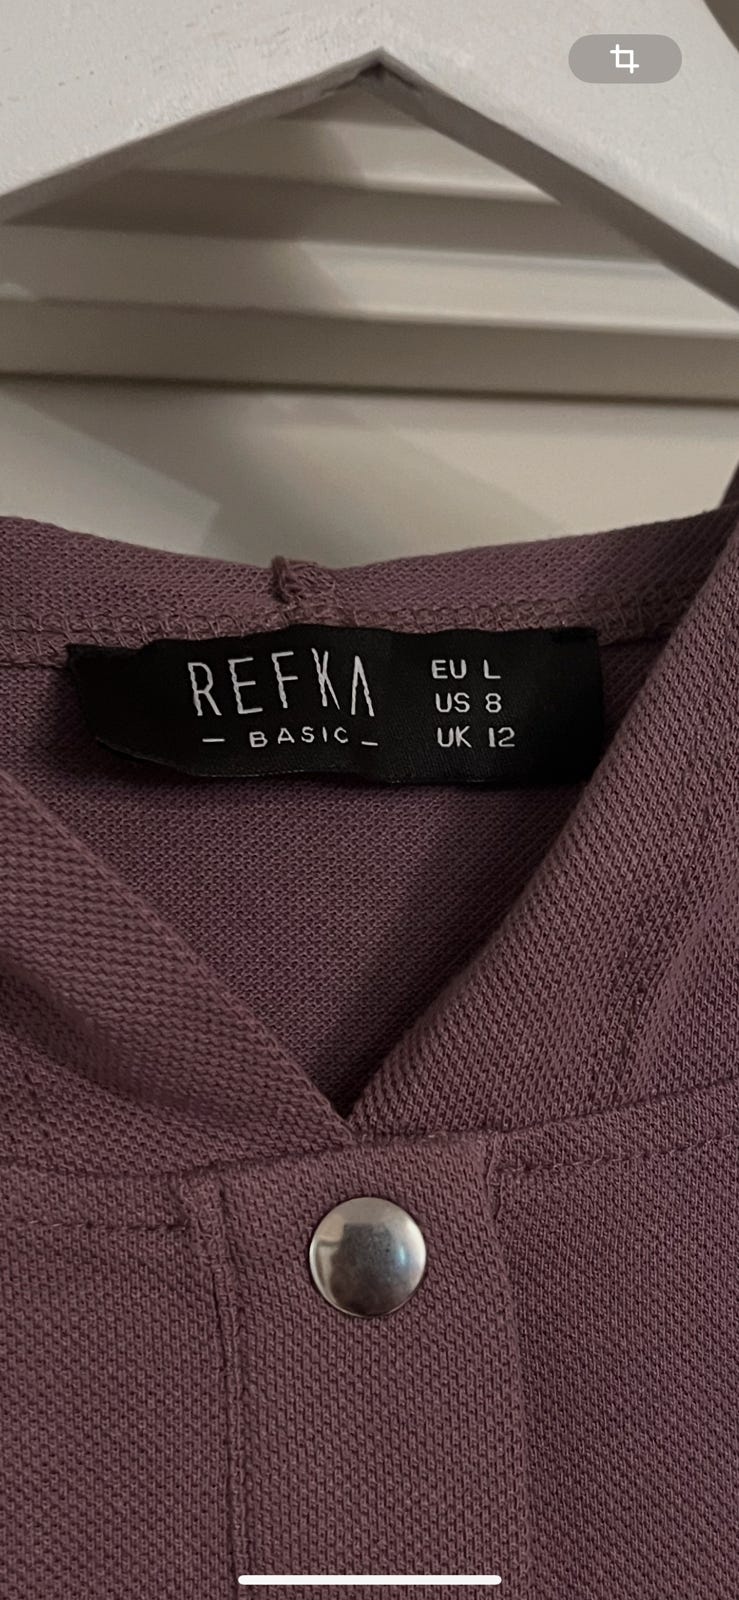 REFKA
— BASIC —
EU L
US 8
UK 12